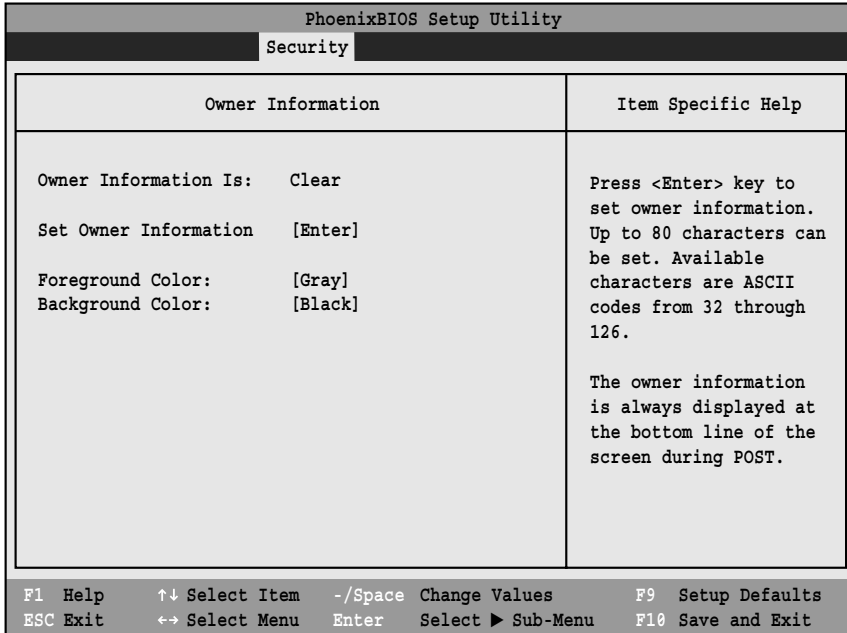 PhoenixBIOS Setup Utility
Security
Owner Information
Item Specific Help
Owner Information Is: Clear
Set Owner Information [Enter]
Foreground Color: [Gray]
Background Color: [Black]
Press <Enter> key to
set owner information.
Up to 80 characters can
be set. Available
characters are ASCII
codes from 32 through
126.
The owner information
is always displayed at
the bottom line of the
screen during POST.
F1 Help ↑↓ Select Item -/Space Change Values F9 Setup Defaults
ESC Exit ←→ Select Menu Enter Select ▶ Sub-Menu F10 Save and Exit